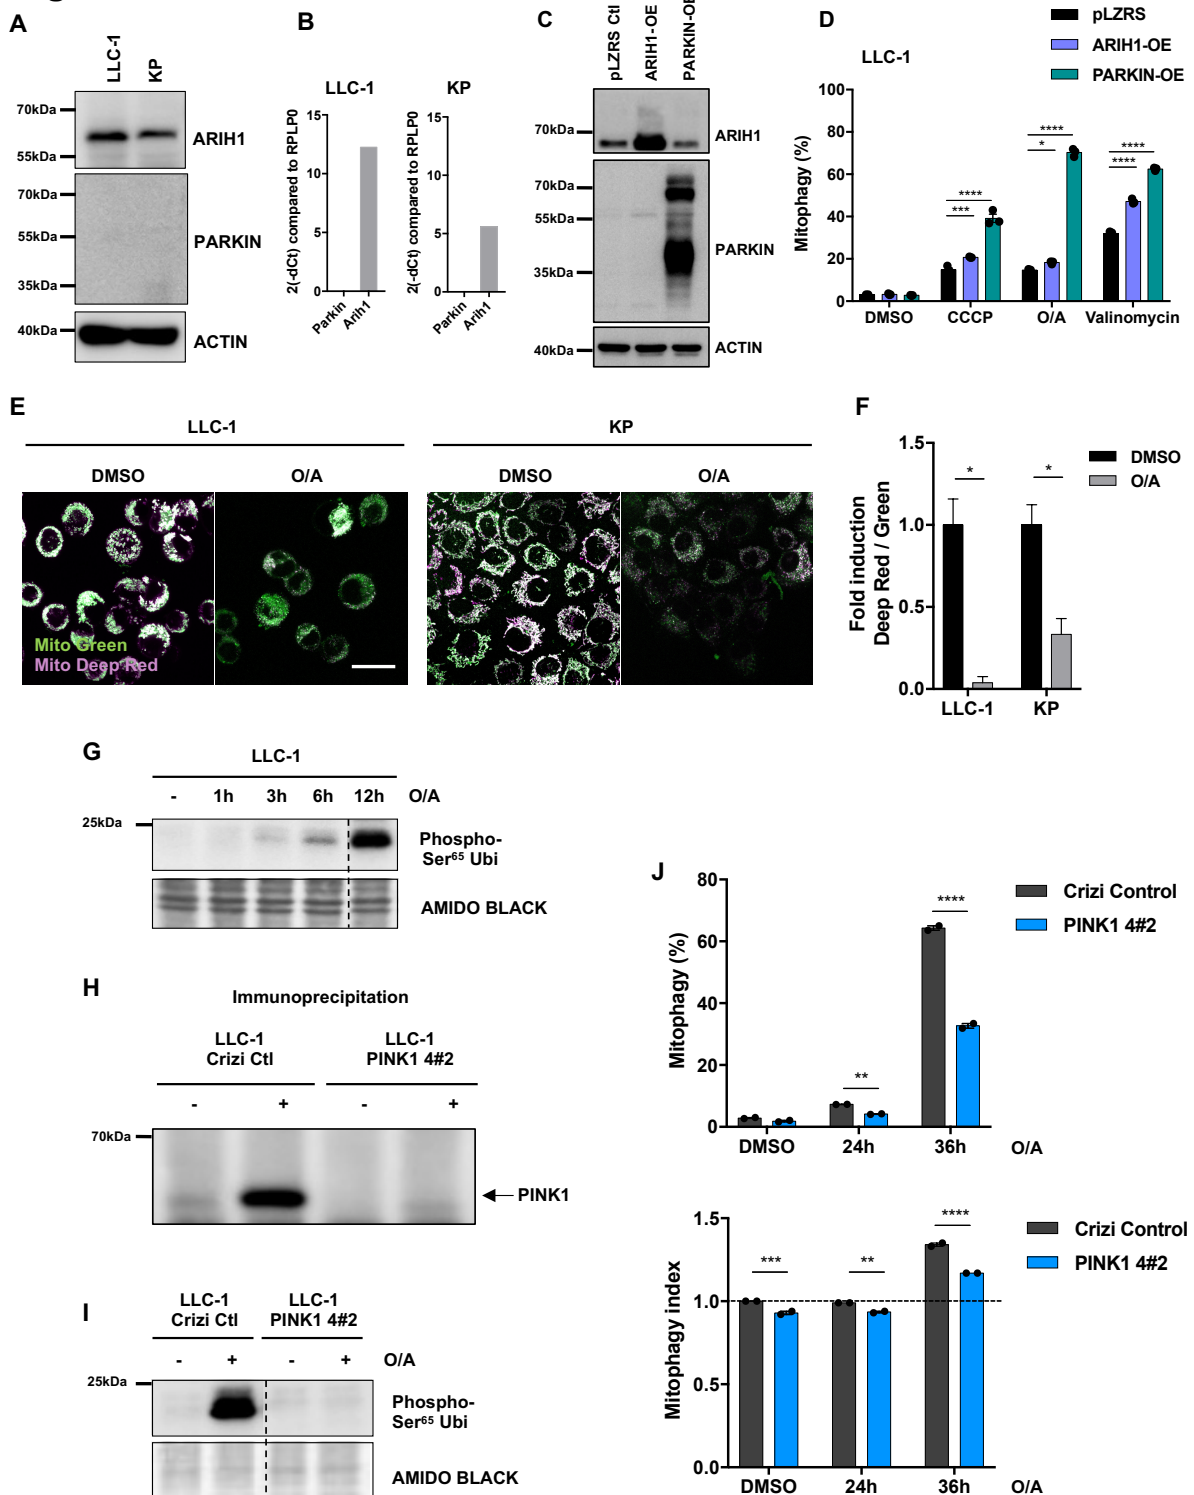 A
LLC-1
KP
70kDa
55kDa
ARIH1
70kDa
55kDa
35kDa
PARKIN
40kDa
ACTIN
B
LLC-1
2(-dCt) compared to RPLP0
15
10
5
0
Parkin
Arih1
KP
2(-dCt) compared to RPLP0
15
10
5
0
Parkin
Arih1
C
pLZRS Ctl
ARIH1-OE
PARKIN-OE
70kDa
ARIH1
70kDa
55kDa
35kDa
PARKIN
40kDa
ACTIN
D
LLC-1
pLZRS
ARIH1-OE
PARKIN-OE
Mitophagy (%)
100
80
60
40
20
0
***
****
*
****
****
****
DMSO
CCCP
O/A
Valinomycin
E
LLC-1
KP
DMSO
O/A
DMSO
O/A
Mito Green
Mito Deep Red
F
Fold induction
Deep Red / Green
1.5
1.0
0.5
0.0
*
*
DMSO
O/A
LLC-1
KP
G
LLC-1
- 1h 3h 6h 12h O/A
25kDa
Phospho-
Ser65 Ubi
AMIDO BLACK
H
Immunoprecipitation
LLC-1
Crizi Ctl
LLC-1
PINK1 4#2
- + - +
70kDa
PINK1
I
LLC-1
Crizi Ctl
LLC-1
PINK1 4#2
- + - + O/A
25kDa
Phospho-
Ser65 Ubi
AMIDO BLACK
J
Mitophagy (%)
80
60
40
20
0
**
****
Crizi Control
PINK1 4#2
DMSO 24h 36h O/A
Mitophagy index
1.5
1.0
0.5
0.0
***
**
****
Crizi Control
PINK1 4#2
DMSO 24h 36h O/A